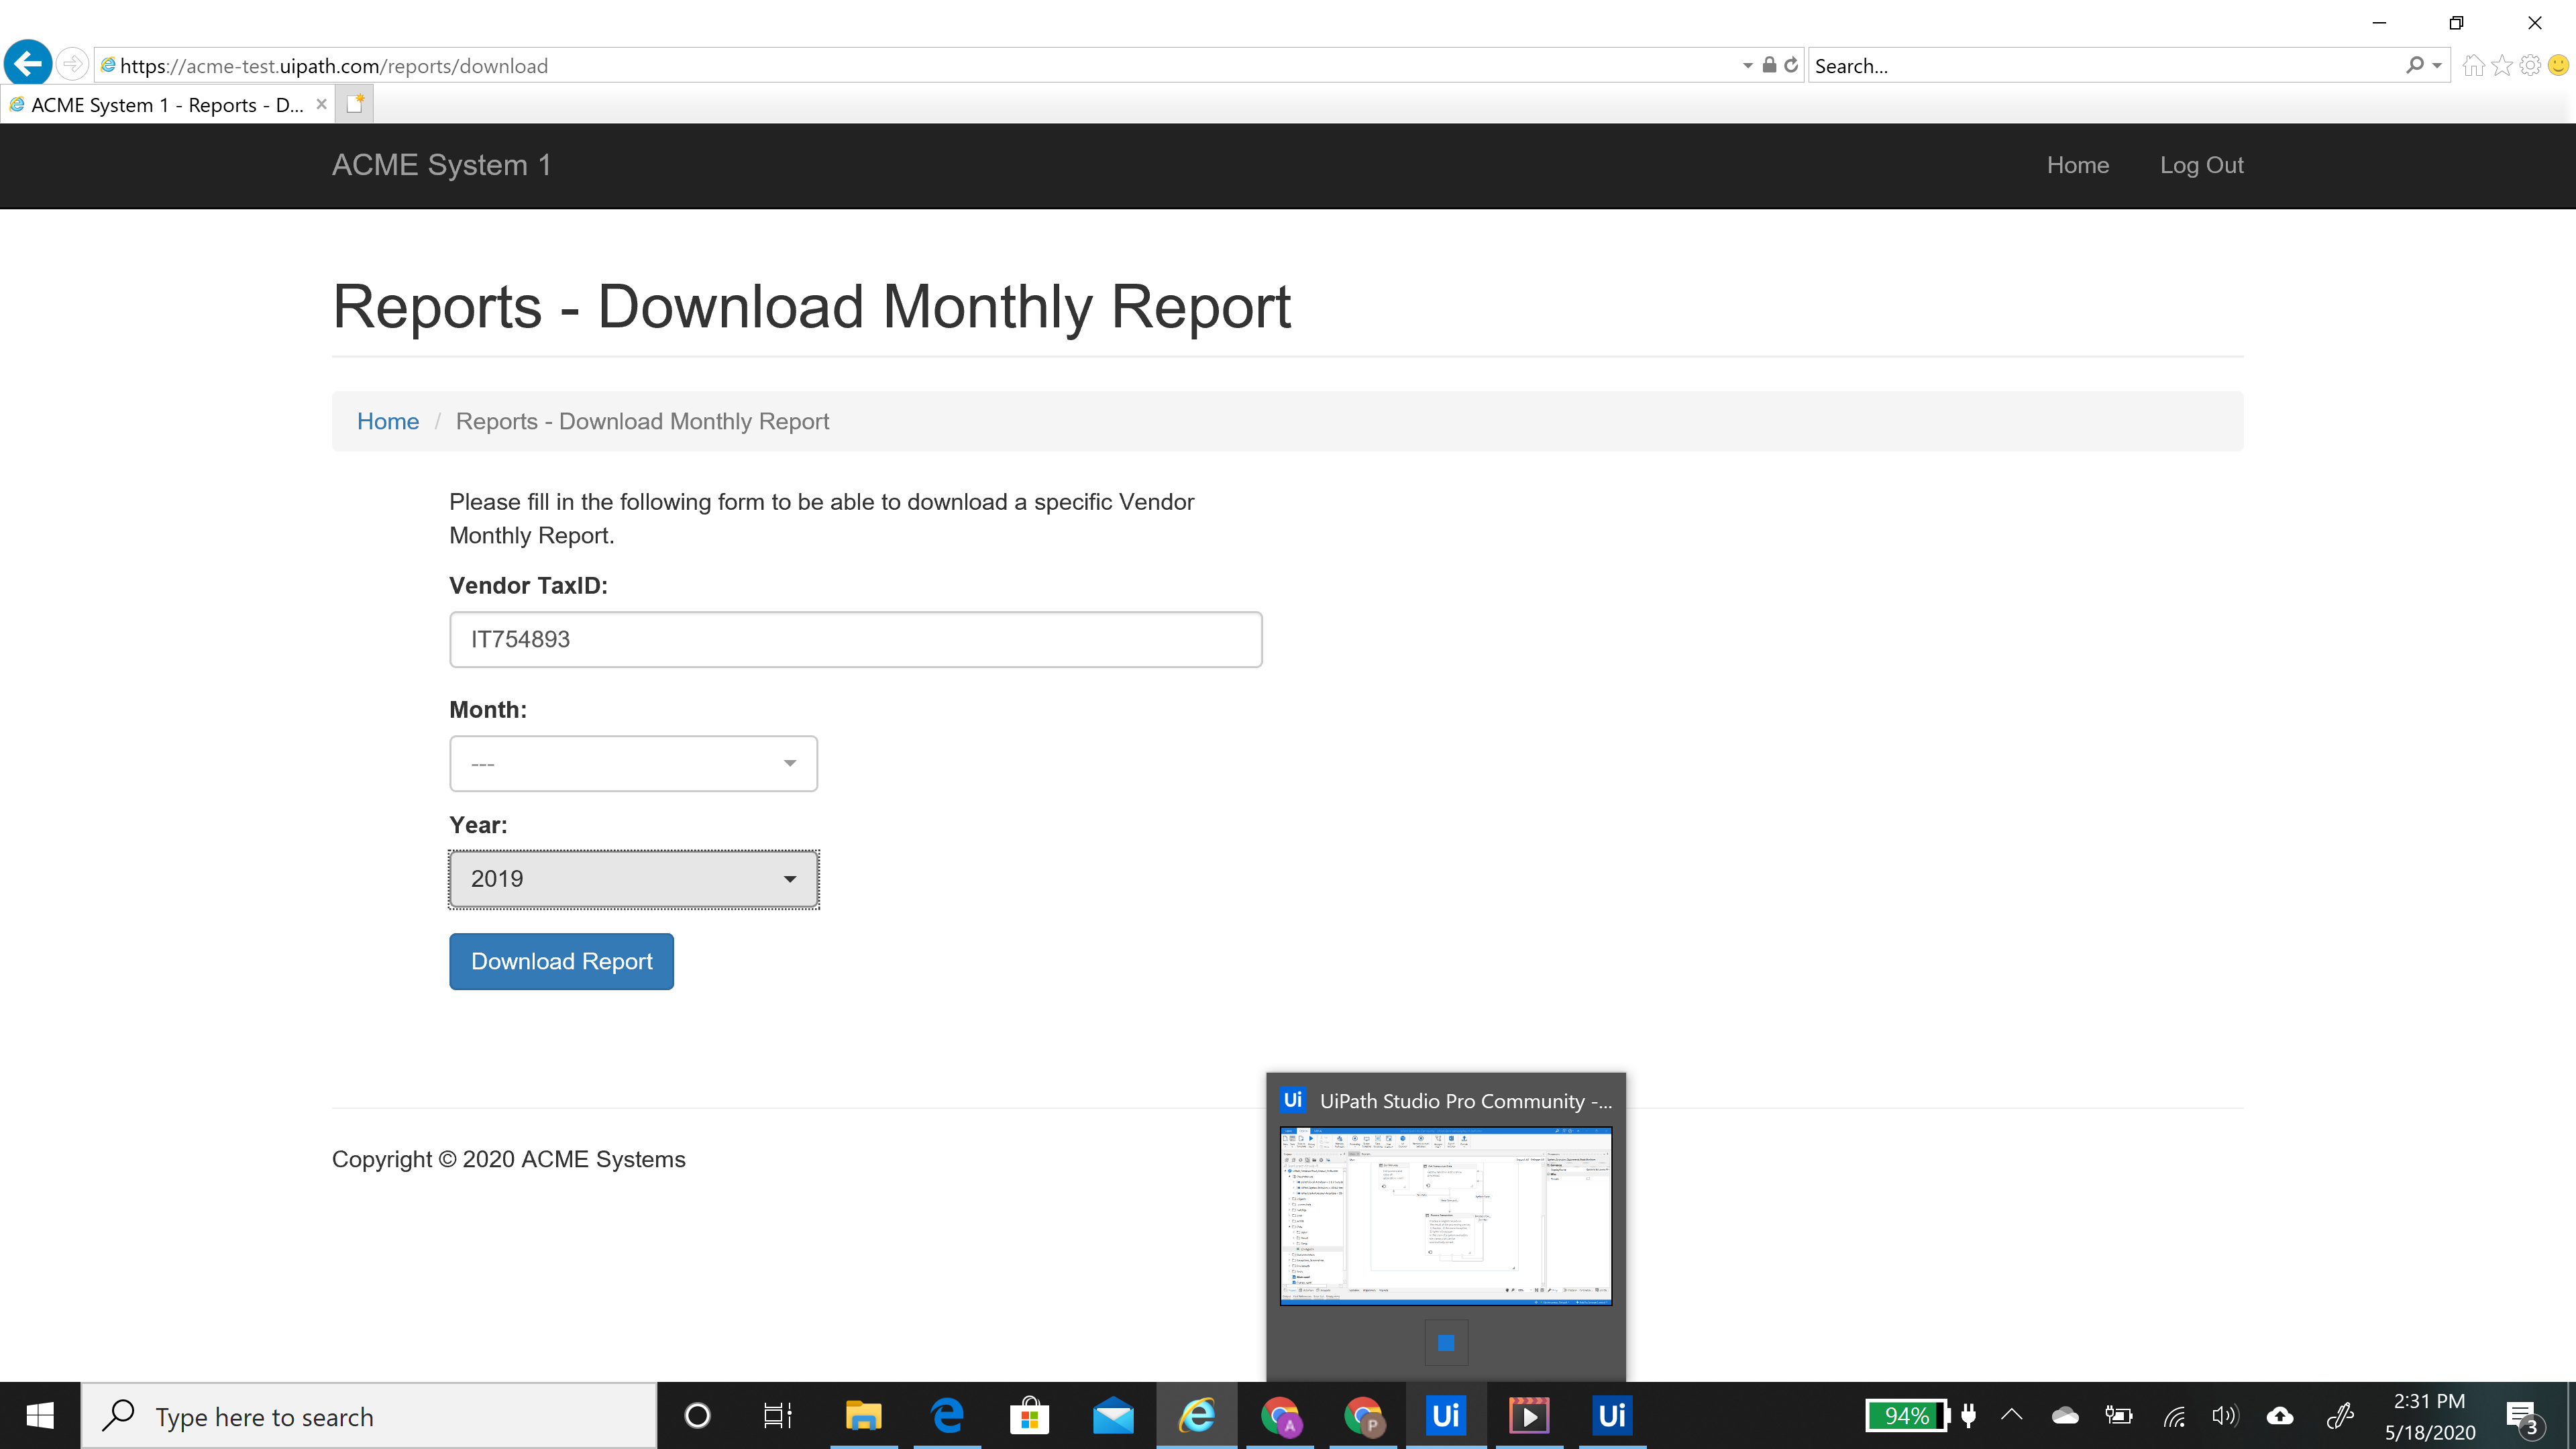 https://acme-test.uipath.com/reports/download
Search...
ACME System 1 - Reports - D...
ACME System 1
Home
Log Out
Reports - Download Monthly Report
Home / Reports - Download Monthly Report
Please fill in the following form to be able to download a specific Vendor
Monthly Report.
Vendor TaxID:
IT754893
Month:
---
Year:
2019
Download Report
Ui UiPath Studio Pro Community -...
Copyright © 2020 ACME Systems
Type here to search
A
P
Ui
Ui
94%
2:31 PM
5/18/2020
3